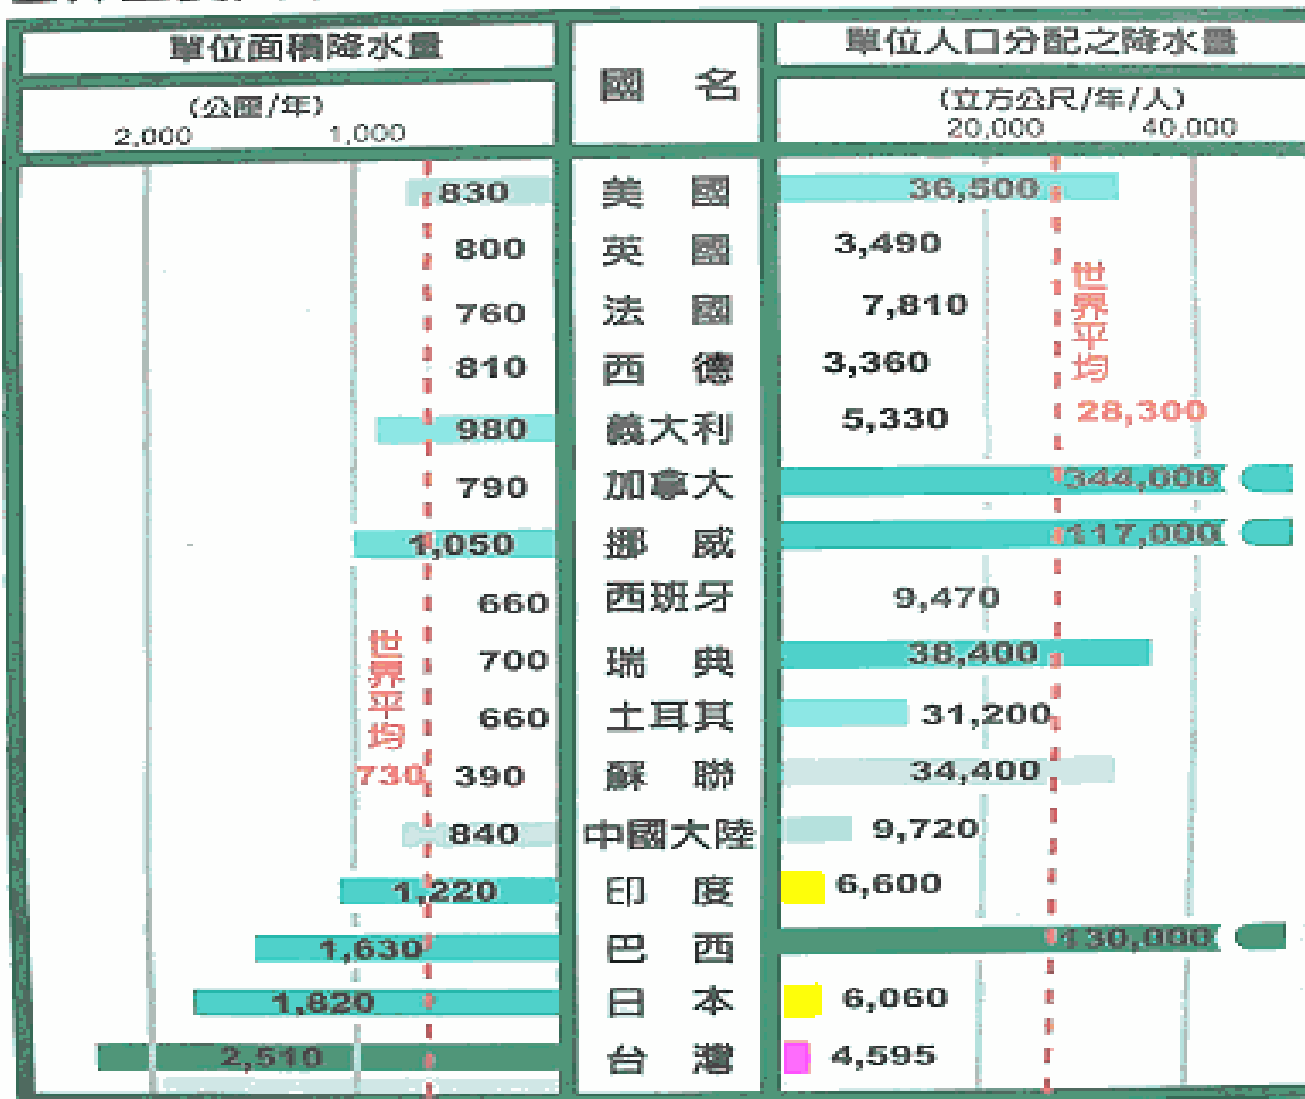 單位面積降水量 國名 單位人口分配之降水量
(公厘/年) (立方公尺/年/人)
2,000 1,000 20,000 40,000
830 美國 36,500
800 英國 3,490
760 法國 7,810
810 西德 3,360
980 義大利 5,330
790 加拿大 344,000
1,050 挪威 117,000
660 西班牙 9,470
700 瑞典 38,400
660 土耳其 31,200
390 蘇聯 34,400
840 中國大陸 9,720
1,220 印度 6,600
1,630 巴西 130,000
1,820 日本 6,060
2,510 台灣 4,595
世界平均
730
世界平均
28,300